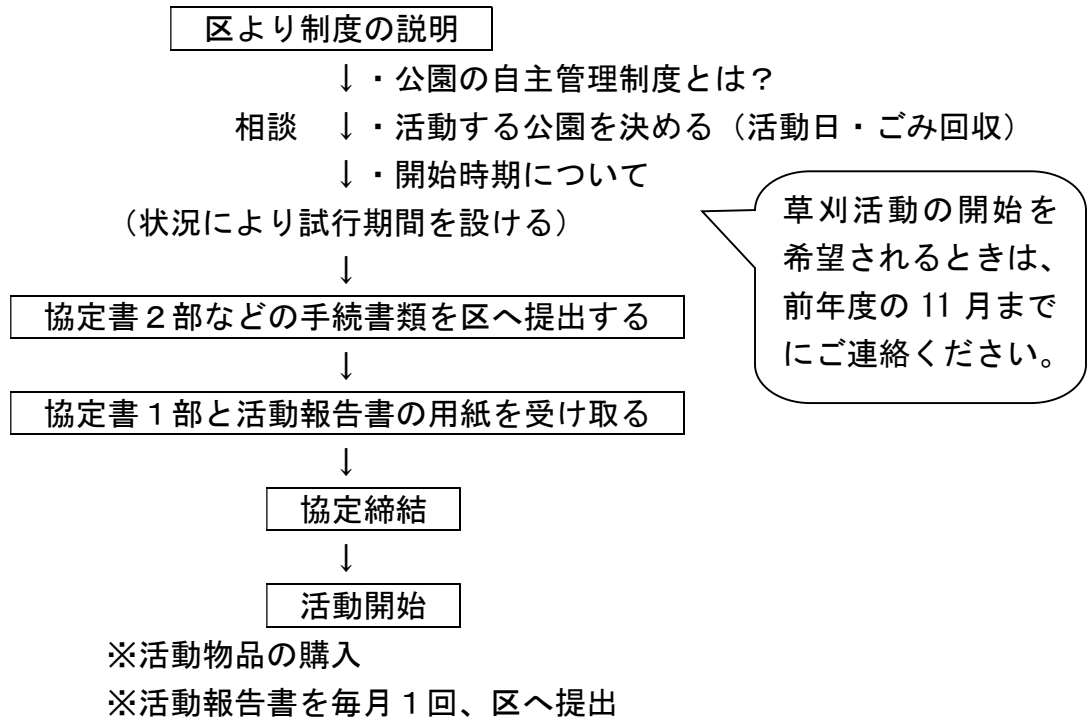 区より制度の説明
↓・公園の自主管理制度とは？
相談 ↓・活動する公園を決める（活動日・ごみ回収）
↓・開始時期について
（状況により試行期間を設ける）
↓
草刈活動の開始を
希望されるときは、
前年度の 11 月まで
にご連絡ください。
協定書２部などの手続書類を区へ提出する
↓
協定書１部と活動報告書の用紙を受け取る
↓
協定締結
↓
活動開始
※活動物品の購入
※活動報告書を毎月１回、区へ提出